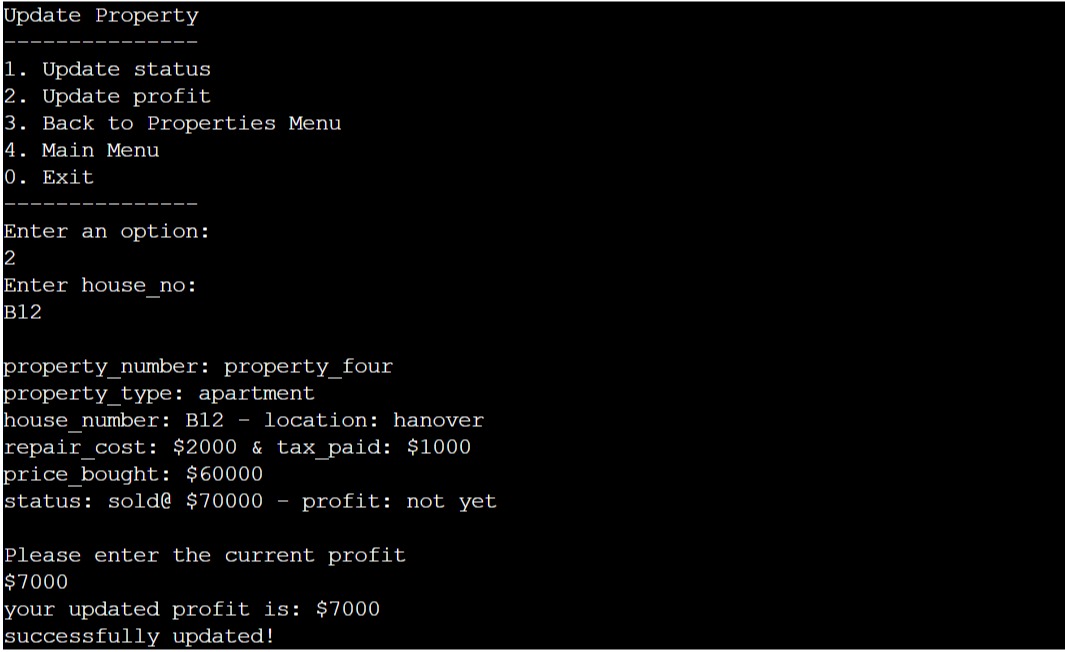 Update Property
---------------
1. Update status
2. Update profit
3. Back to Properties Menu
4. Main Menu
0. Exit
---------------
Enter an option:
2
Enter house_no:
B12
property_number: property_four
property_type: apartment
house_number: B12 - location: hanover
repair_cost: $2000 & tax_paid: $1000
price_bought: $60000
status: sold@ $70000 - profit: not yet
Please enter the current profit
$7000
your updated profit is: $7000
successfully updated!